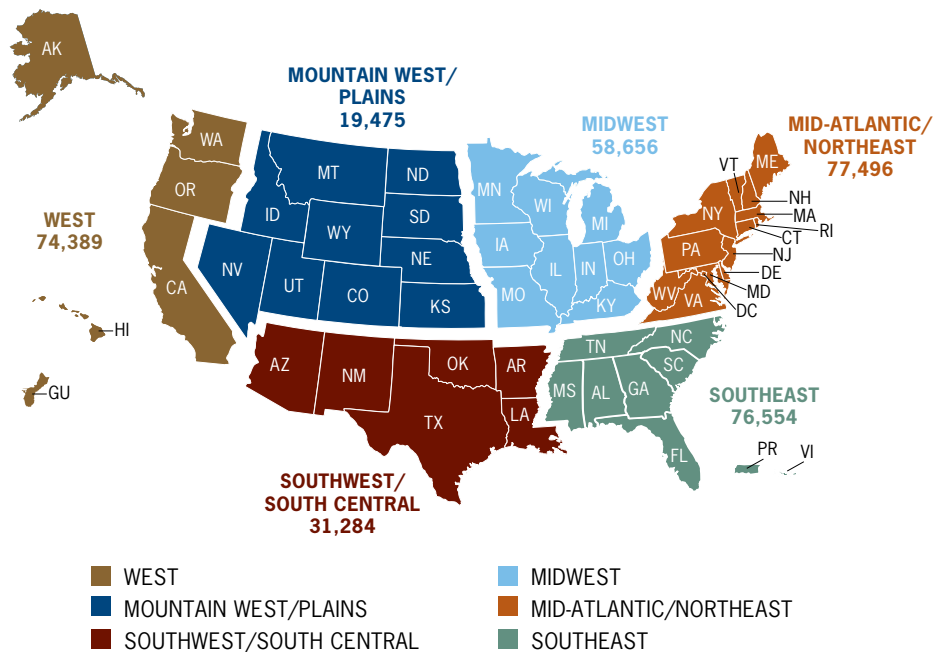 AK
MOUNTAIN WEST/
PLAINS
19,475
MIDWEST
58,656
MID-ATLANTIC/
NORTHEAST
77,496
WEST
74,389
WA
OR
CA
HI
GU
MT
ID
WY
NV
UT
CO
ND
SD
NE
KS
MN
IA
MO
WI
IL
MI
IN
OH
KY
ME
VT
NH
MA
RI
CT
NY
PA
NJ
DE
MD
DC
WV
VA
AZ
NM
OK
TX
AR
LA
SOUTHWEST/
SOUTH CENTRAL
31,284
TN
NC
SC
MS
AL
GA
FL
SOUTHEAST
76,554
PR
VI
WEST
MOUNTAIN WEST/PLAINS
SOUTHWEST/SOUTH CENTRAL
MIDWEST
MID-ATLANTIC/NORTHEAST
SOUTHEAST